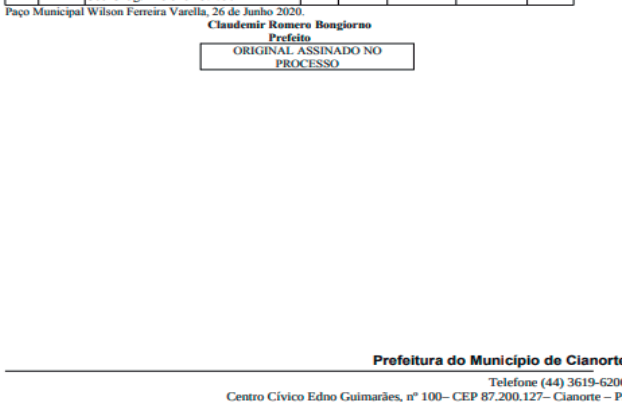 Paço Municipal Wilson Ferreira Varella, 26 de Junho 2020.
Claudemir Romero Bongiorno
Prefeito
ORIGINAL ASSINADO NO
PROCESSO
Prefeitura do Município de Cianorte
Telefone (44) 3619-6200
Centro Cívico Edno Guimarães, nº 100– CEP 87.200.127– Cianorte – P